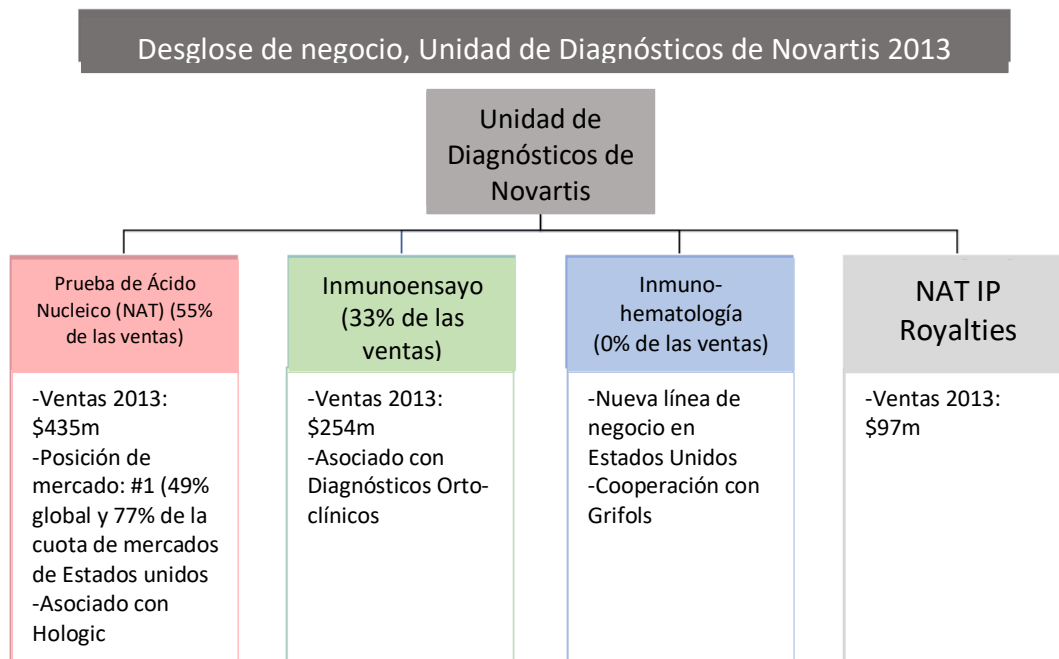 Desglose de negocio, Unidad de Diagnósticos de Novartis 2013
Unidad de
Diagnósticos de
Novartis
Prueba de Ácido
Nucleico (NAT) (55%
de las ventas)
-Ventas 2013:
$435m
-Posición de
mercado: #1 (49%
global y 77% de la
cuota de mercados
de Estados unidos
-Asociado con
Hologic
Inmunoensayo
(33% de las
ventas)
-Ventas 2013:
$254m
-Asociado con
Diagnósticos Orto-
clínicos
Inmuno-
hematología
(0% de las ventas)
-Nueva línea de
negocio en
Estados Unidos
-Cooperación con
Grifols
NAT IP
Royalties
-Ventas 2013:
$97m